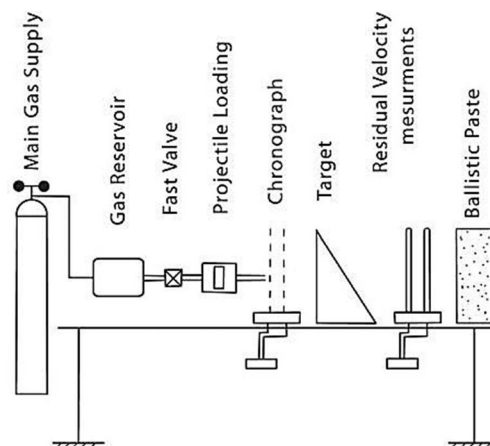 Main Gas Supply
Gas Reservoir
Fast Valve
Projectile Loading
Chronograph
Target
Residual Velocity
mesurments
Ballistic Paste